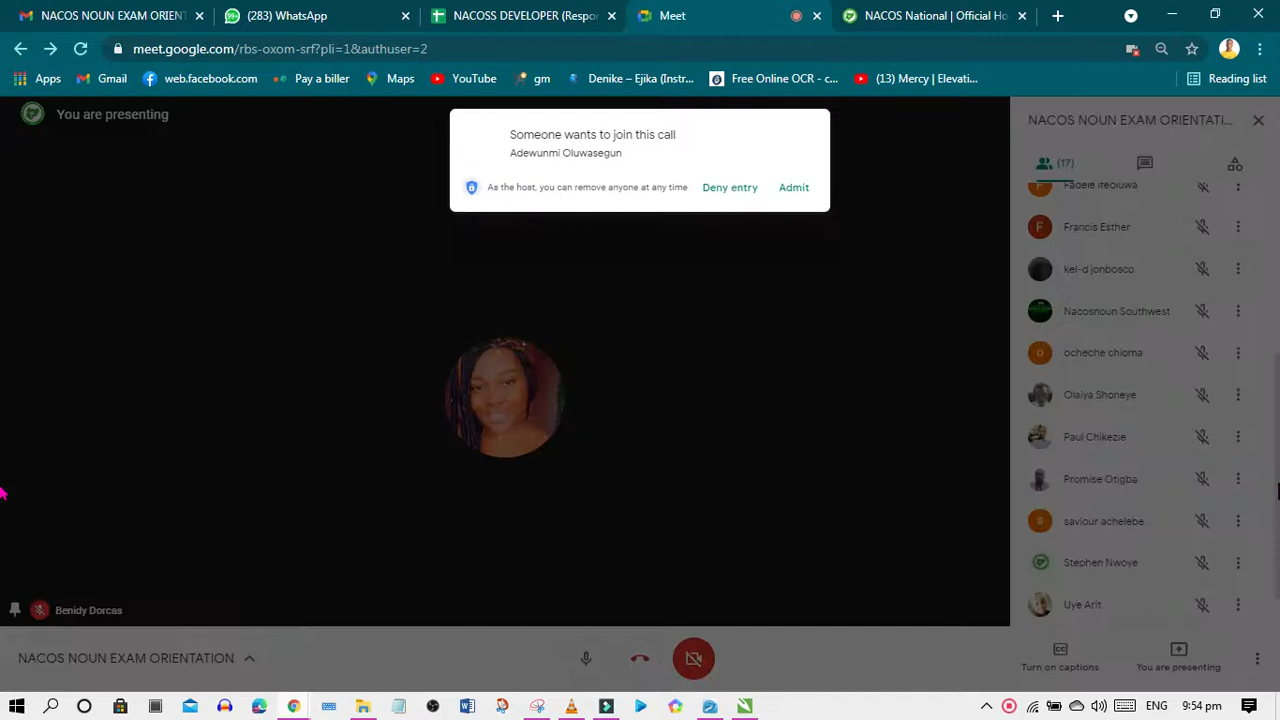 NACOS NOUN EXAM ORIENT
(283) WhatsApp
NACOSS DEVELOPER (Respor
Meet
NACOS National | Official Ho
meet.google.com/rbs-oxom-srf?pli=1&authuser=2
Apps
Gmail
web.facebook.com
Pay a biller
Maps
YouTube
gm
Denike – Ejika (Instr...
Free Online OCR - c...
(13) Mercy | Elevati...
Reading list
You are presenting
Someone wants to join this call
Adewunmi Oluwasegun
As the host, you can remove anyone at any time
Deny entry
Admit
NACOS NOUN EXAM ORIENTATI...
(17)
Fadele Ifeoluwa
F
Francis Esther
kei-d jonbosco
Nacosnoun Southwest
o
ocheche chioma
Olaiya Shoneye
Paul Chikezie
Promise Otigba
s
saviour achelebe
Stephen Nwoye
Uye Arit
Benidy Dorcas
NACOS NOUN EXAM ORIENTATION
Turn on captions
You are presenting
ENG
9:54 pm